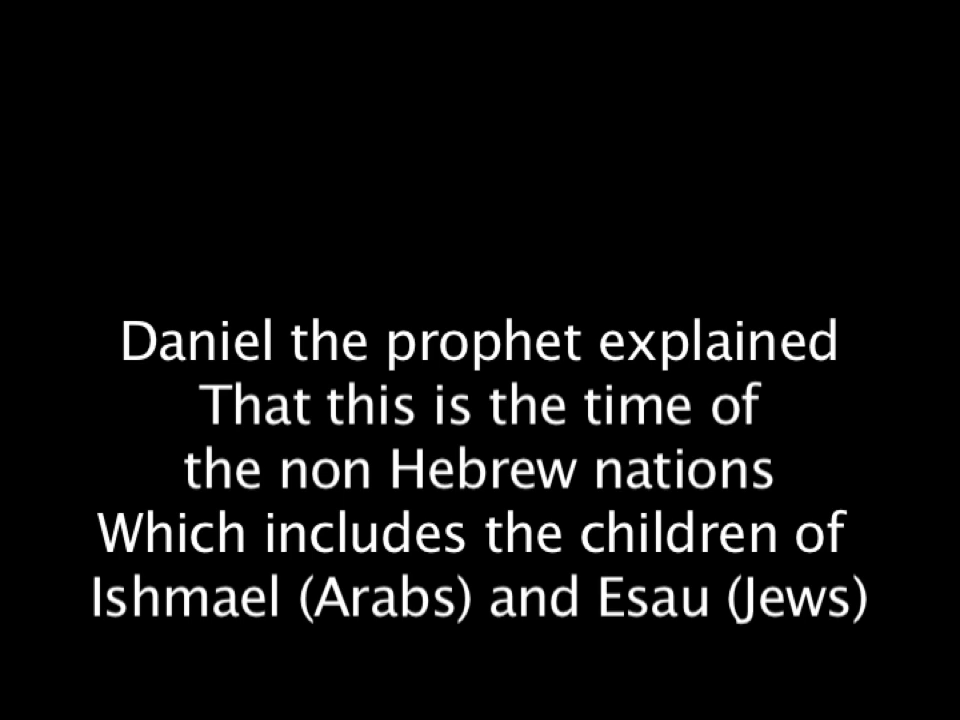 Daniel the prophet explained
That this is the time of
the non Hebrew nations
Which includes the children of
Ishmael (Arabs) and Esau (Jews)